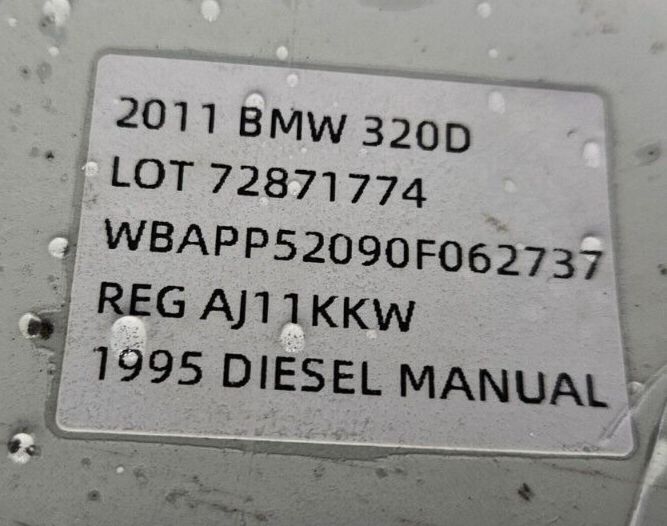 2011 BMW 320D
LOT 72871774
WBAPP52090F062737
REG AJ11KKW
1995 DIESEL MANUAL